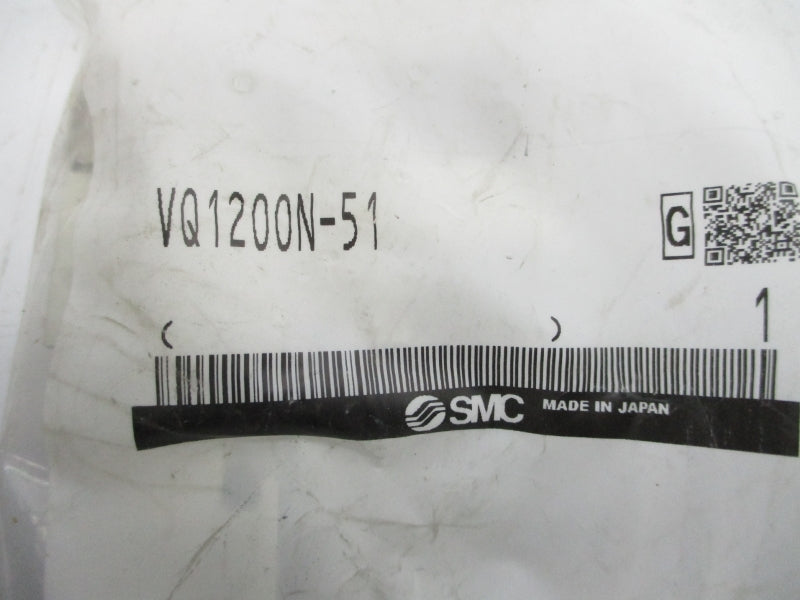 VQ1200N-51
G
( )
1
SMC MADE IN JAPAN